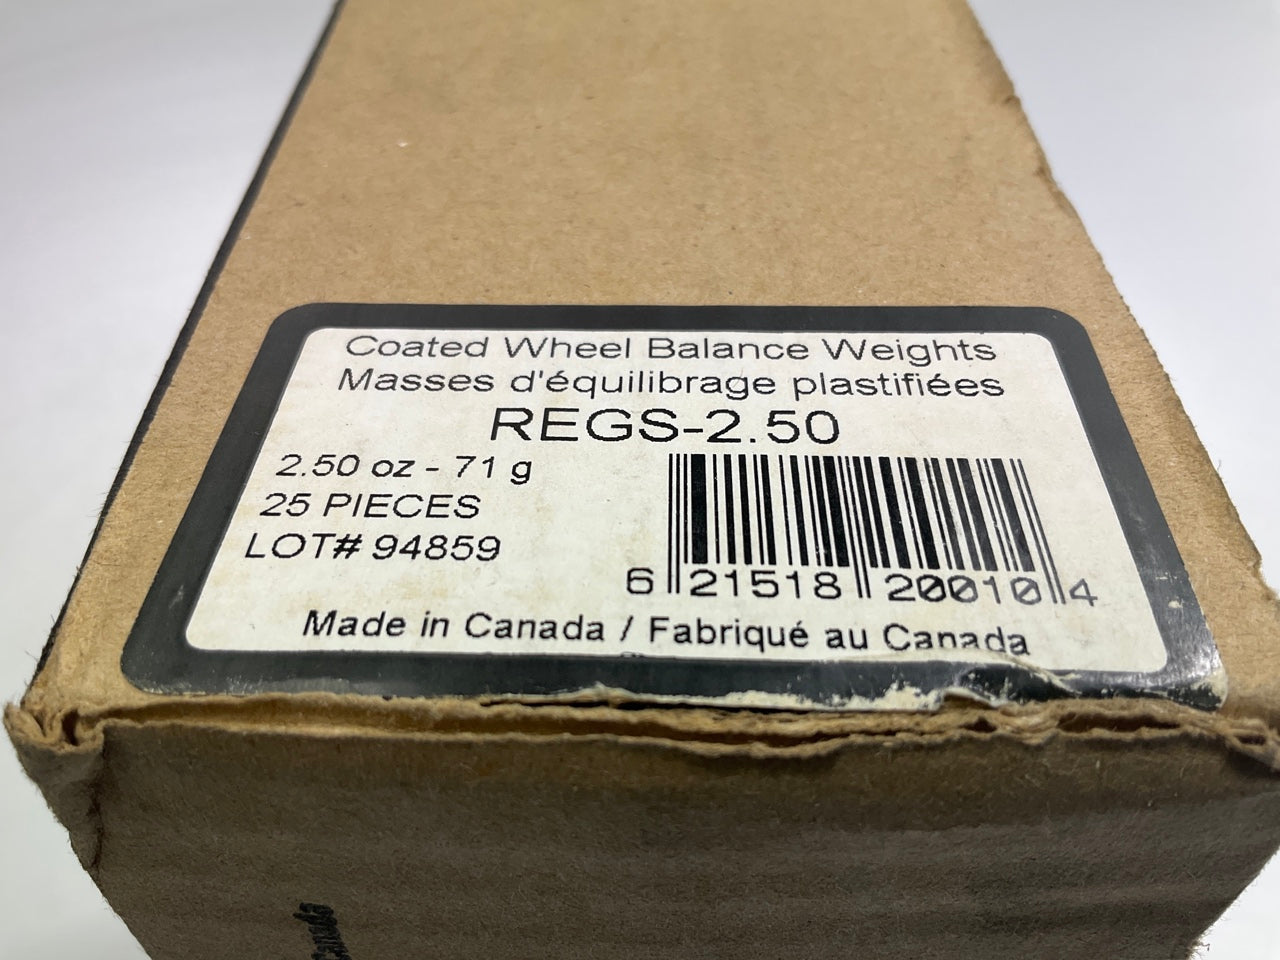 Coated Wheel Balance Weights
Masses d'équilibrage plastifiées
REGS-2.50
2.50 oz - 71 g
25 PIECES
LOT# 94859
6 21518 20010 4
Made in Canada / Fabriqué au Canada
Canada